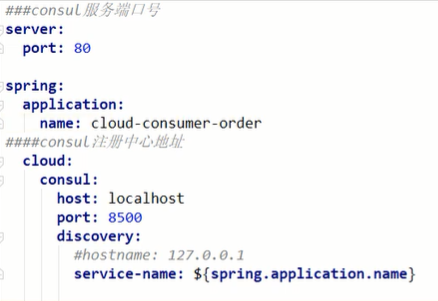 ###consul服务端口号
server:
  port: 80

spring:
  application:
    name: cloud-consumer-order
####consul注册中心地址
  cloud:
    consul:
      host: localhost
      port: 8500
      discovery:
        #hostname: 127.0.0.1
        service-name: ${spring.application.name}